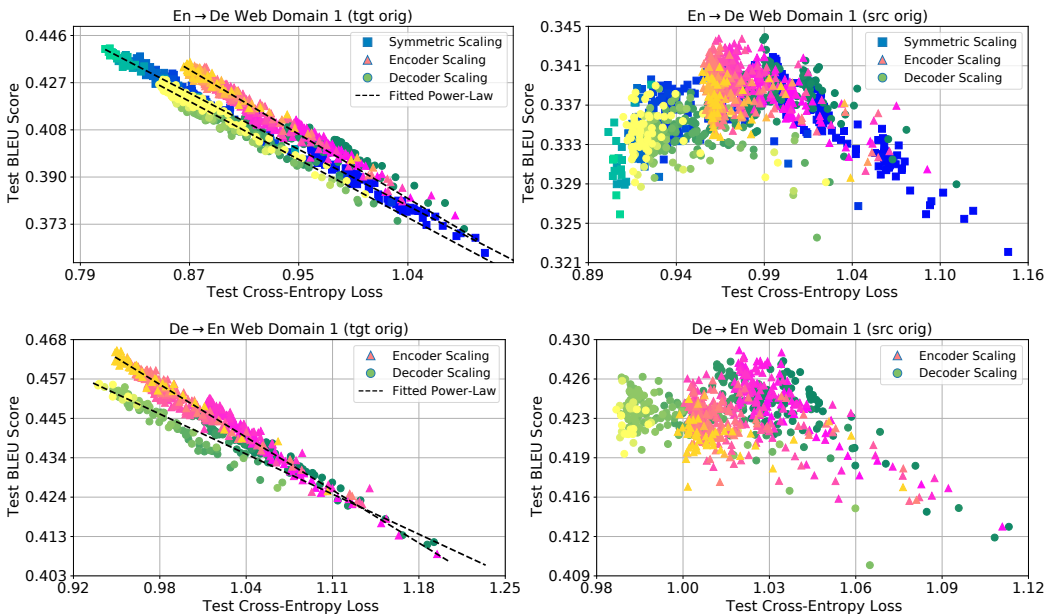 En→De Web Domain 1 (tgt orig)
Test BLEU Score
0.446
0.427
0.408
0.390
0.373
Symmetric Scaling
Encoder Scaling
Decoder Scaling
Fitted Power-Law
0.79 0.87 0.95 1.04
Test Cross-Entropy Loss
En→De Web Domain 1 (src orig)
Test BLEU Score
0.345
0.341
0.337
0.333
0.329
0.325
0.321
Symmetric Scaling
Encoder Scaling
Decoder Scaling
0.89 0.94 0.99 1.04 1.10 1.16
Test Cross-Entropy Loss
De→En Web Domain 1 (tgt orig)
Test BLEU Score
0.468
0.457
0.445
0.434
0.424
0.413
0.403
Encoder Scaling
Decoder Scaling
Fitted Power-Law
0.92 0.98 1.04 1.11 1.18 1.25
Test Cross-Entropy Loss
De→En Web Domain 1 (src orig)
Test BLEU Score
0.430
0.426
0.423
0.419
0.416
0.412
0.409
Encoder Scaling
Decoder Scaling
0.98 1.00 1.03 1.06 1.09 1.12
Test Cross-Entropy Loss